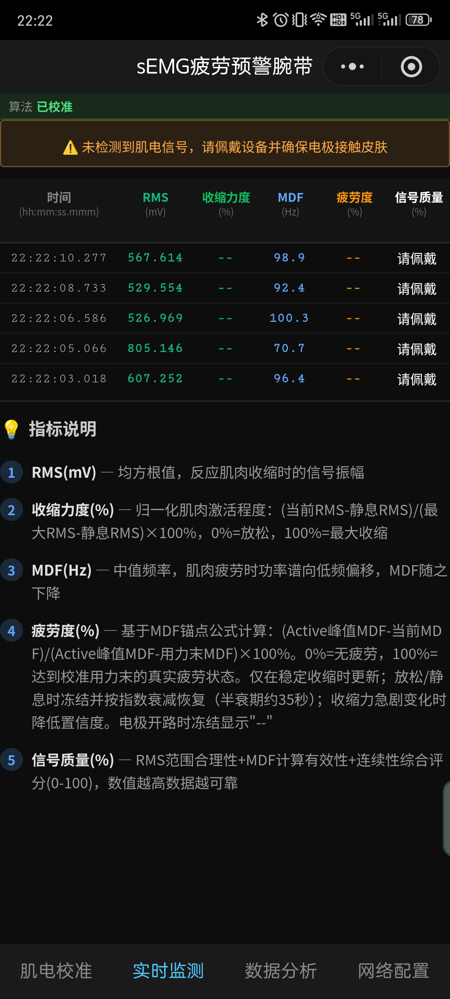 22:22
6 HD1 HD2 5G 5G 78
sEMG疲劳预警腕带
算法 已校准
⚠️ 未检测到肌电信号，请佩戴设备并确保电极接触皮肤
时间 RMS 收缩力度 MDF 疲劳度 信号质量
(hh:mm:ss.mmm) (mV) (%) (Hz) (%) (%)
22:22:10.277 567.614 -- 98.9 -- 请佩戴
22:22:08.733 529.554 -- 92.4 -- 请佩戴
22:22:06.586 526.969 -- 100.3 -- 请佩戴
22:22:05.066 805.146 -- 70.7 -- 请佩戴
22:22:03.018 607.252 -- 96.4 -- 请佩戴
💡 指标说明
1 RMS(mV) — 均方根值，反应肌肉收缩时的信号振幅
2 收缩力度(%) — 归一化肌肉激活程度：(当前RMS-静息RMS)/(最
大RMS-静息RMS)×100%，0%=放松，100%=最大收缩
3 MDF(Hz) — 中值频率，肌肉疲劳时功率谱向低频偏移，MDF随之
下降
4 疲劳度(%) — 基于MDF锚点公式计算：(Active峰值MDF-当前MD
F)/(Active峰值MDF-用力末MDF)×100%。0%=无疲劳，100%=
达到校准用力末的真实疲劳状态。仅在稳定收缩时更新；放松/静
息时冻结并按指数衰减恢复（半衰期约35秒）；收缩力急剧变化时
降低置信度。电极开路时冻结显示"--"
5 信号质量(%) — RMS范围合理性+MDF计算有效性+连续性综合评
分(0-100)，数值越高数据越可靠
肌电校准 实时监测 数据分析 网络配置